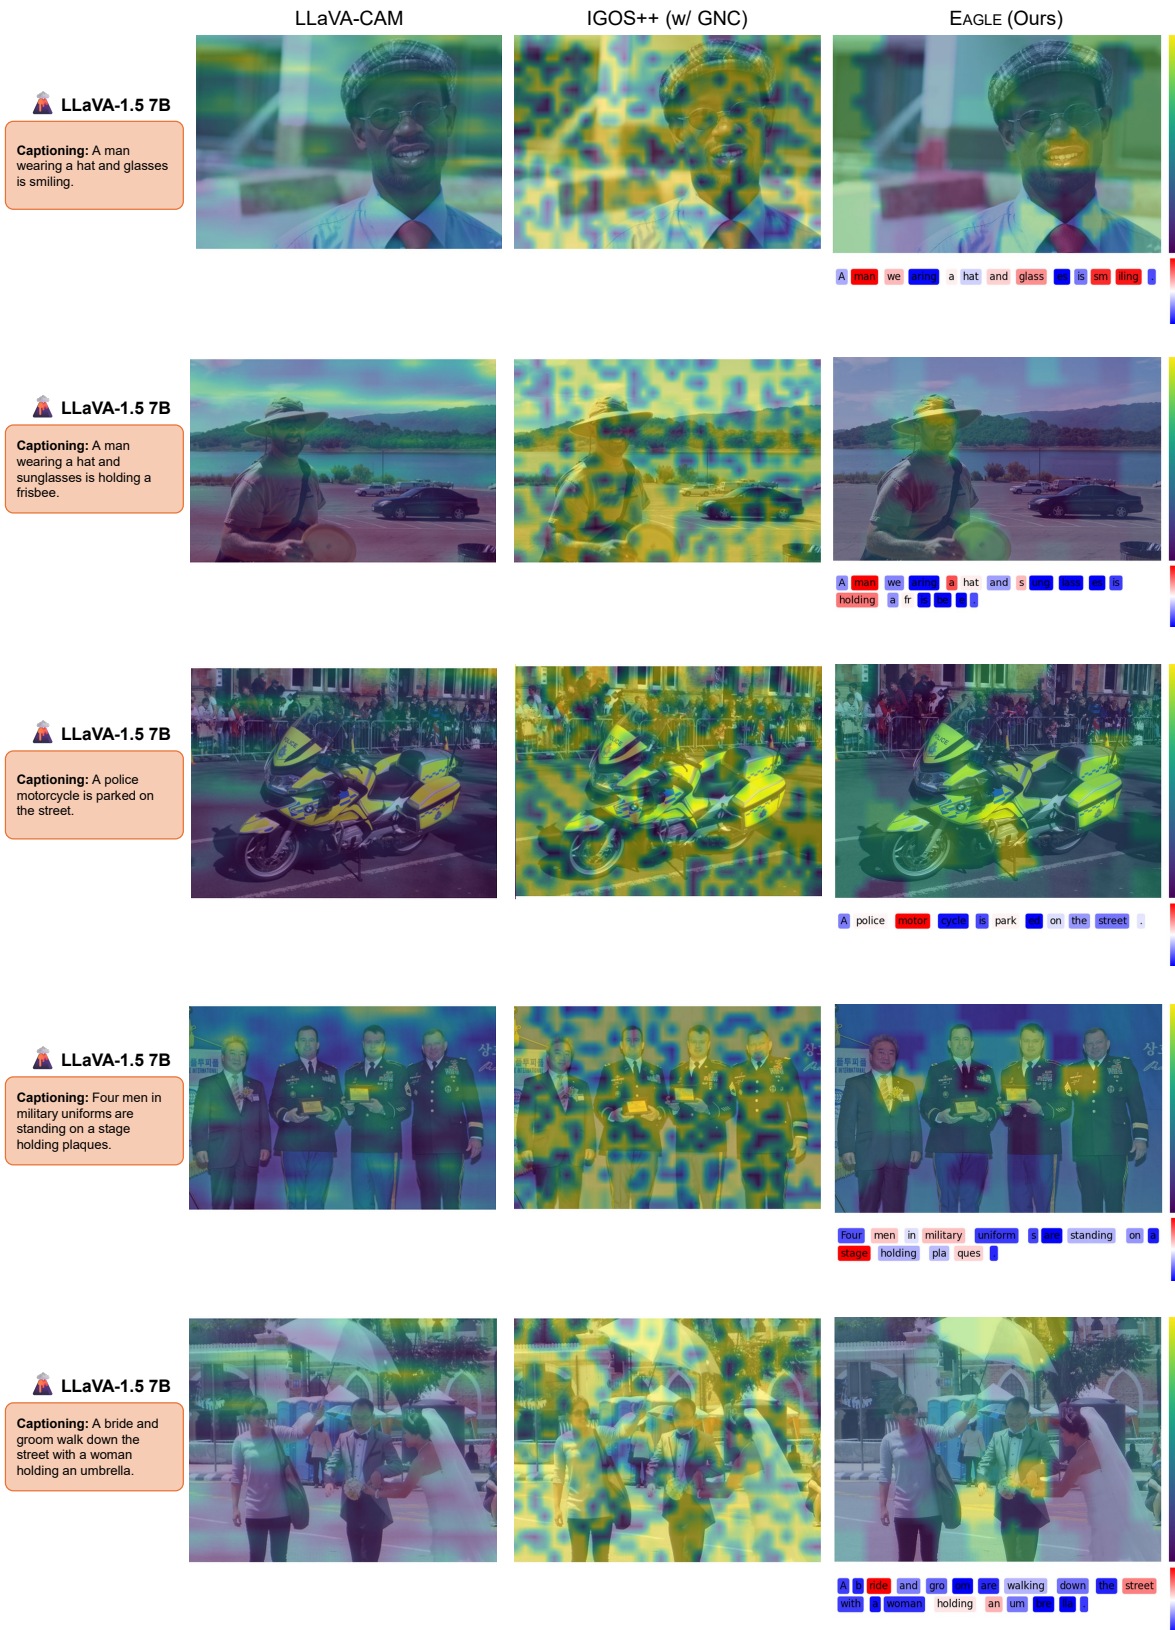 LLaVA-CAM
IGOS++ (w/ GNC)
EAGLE (Ours)
LLaVA-1.5 7B
Captioning: A man
wearing a hat and glasses
is smiling.
A man we aring a hat and glass es is sm iling .
LLaVA-1.5 7B
Captioning: A man
wearing a hat and
sunglasses is holding a
frisbee.
A man we aring a hat and s ung lass es is
holding a fr is be e .
LLaVA-1.5 7B
Captioning: A police
motorcycle is parked on
the street.
POLICE
A police motor cycle is park ed on the street .
LLaVA-1.5 7B
Captioning: Four men in
military uniforms are
standing on a stage
holding plaques.
Four men in military uniform s are standing on a
stage holding pla ques .
LLaVA-1.5 7B
Captioning: A bride and
groom walk down the
street with a woman
holding an umbrella.
A b ride and gro om are walking down the street
with a woman holding an um bre lla .